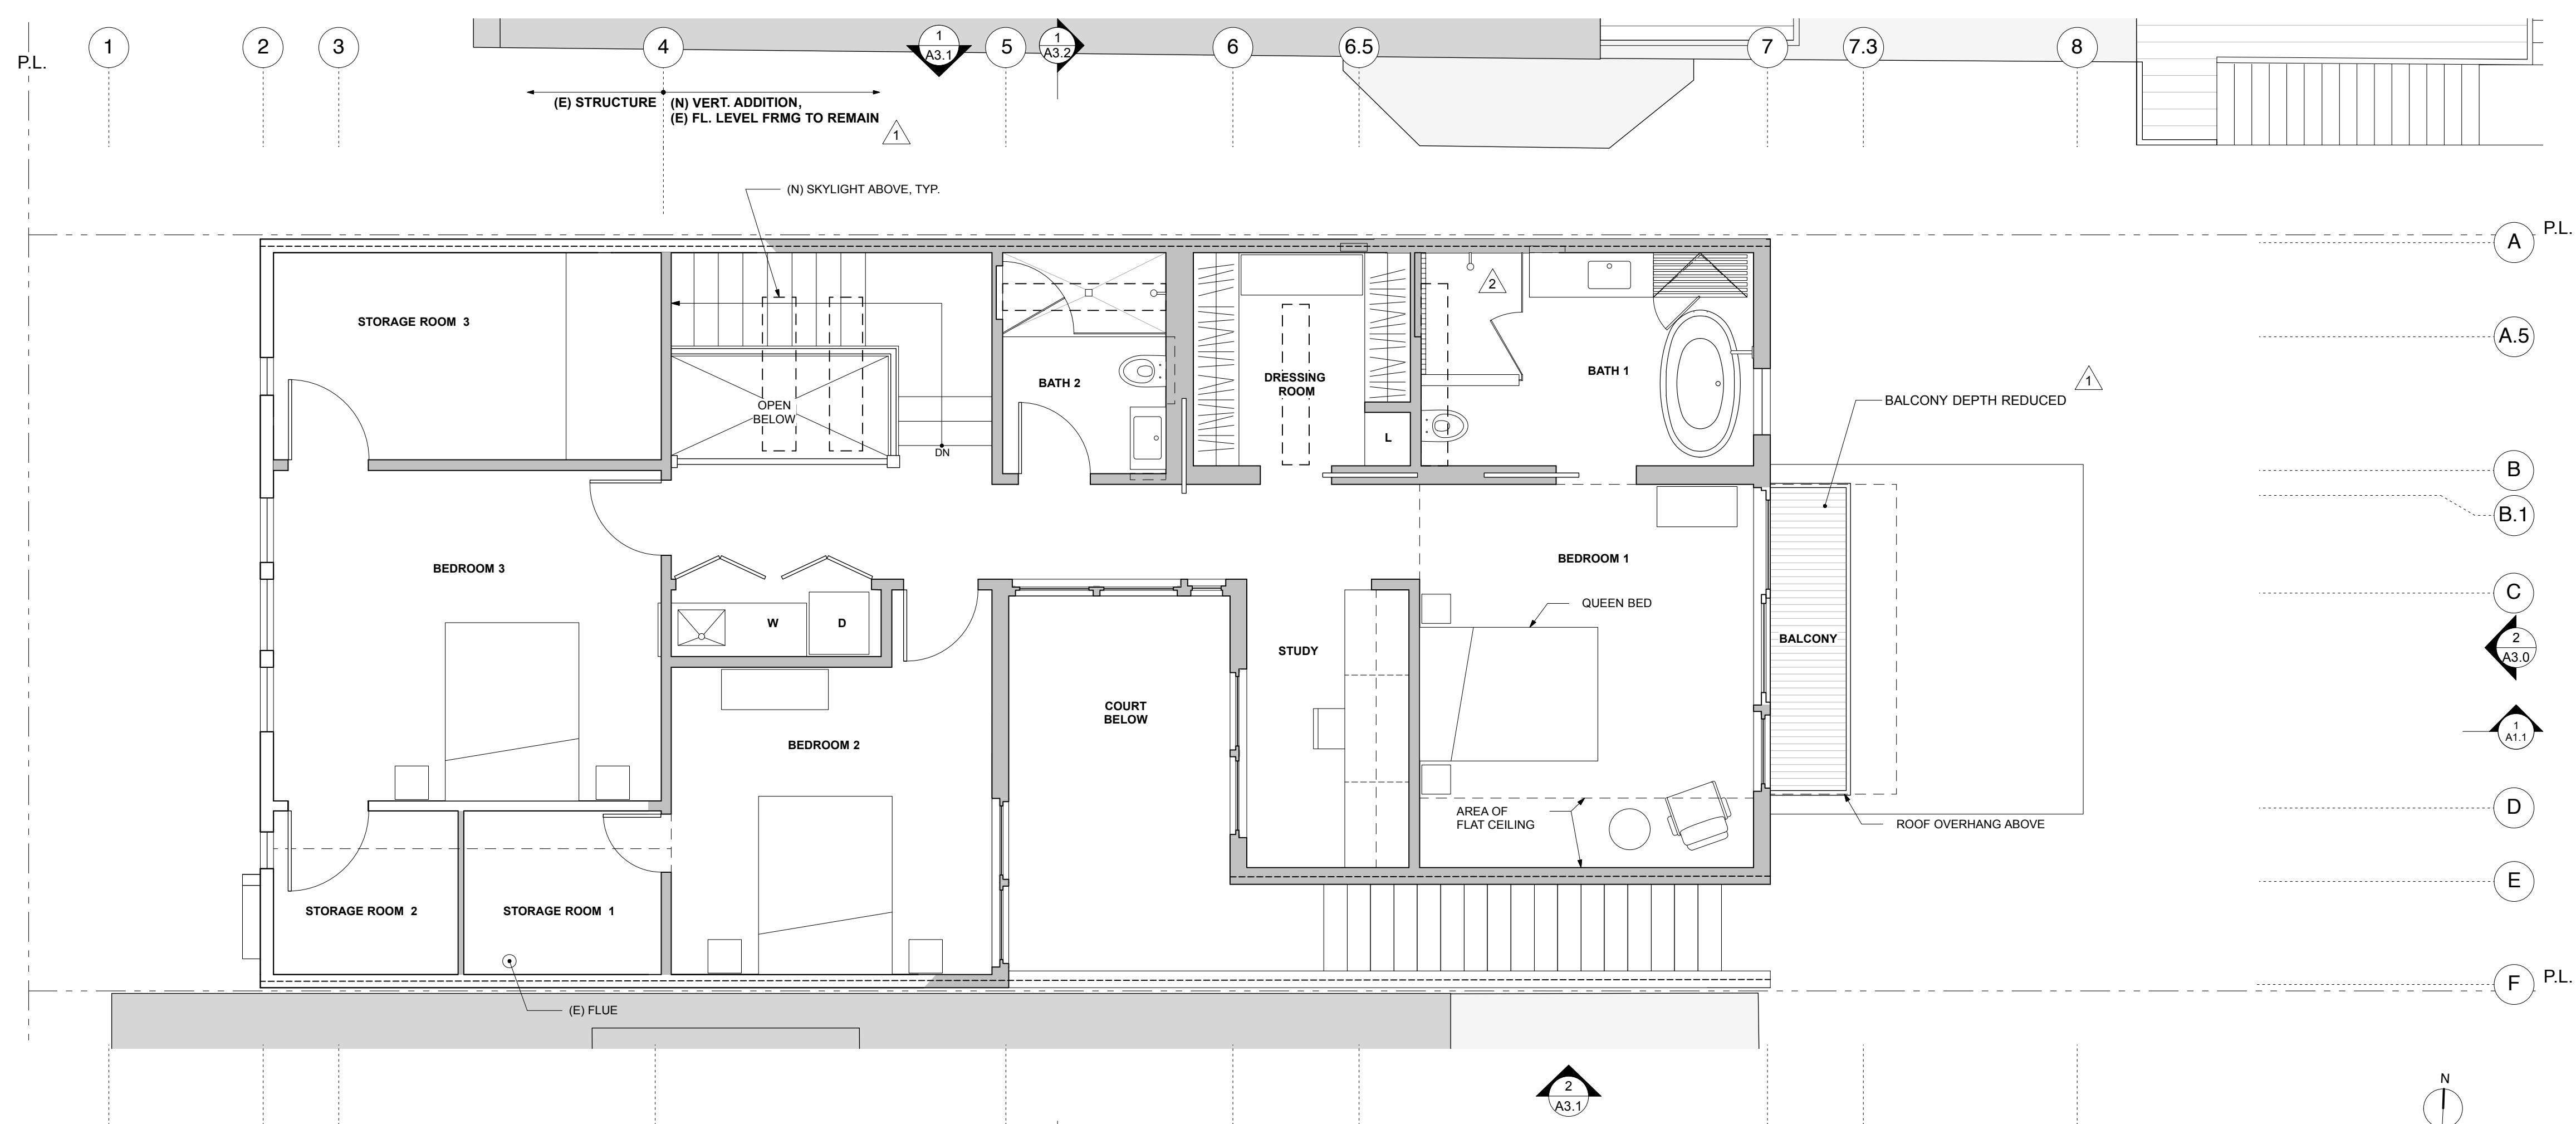 P.L.
1
2
3
4
1
A3.1
5
1
A3.2
6
6.5
7
7.3
8
(E) STRUCTURE
(N) VERT. ADDITION,
(E) FL. LEVEL FRMG TO REMAIN
1
(N) SKYLIGHT ABOVE, TYP.
P.L.
A
STORAGE ROOM 3
2
A.5
BATH 2
DRESSING
ROOM
BATH 1
1
OPEN
BELOW
BALCONY DEPTH REDUCED
L
DN
B
B.1
BEDROOM 3
BEDROOM 1
C
QUEEN BED
W
D
STUDY
BALCONY
2
A3.0
COURT
BELOW
1
A1.1
BEDROOM 2
AREA OF
FLAT CEILING
D
ROOF OVERHANG ABOVE
E
STORAGE ROOM 2
STORAGE ROOM 1
P.L.
F
(E) FLUE
2
A3.1
N